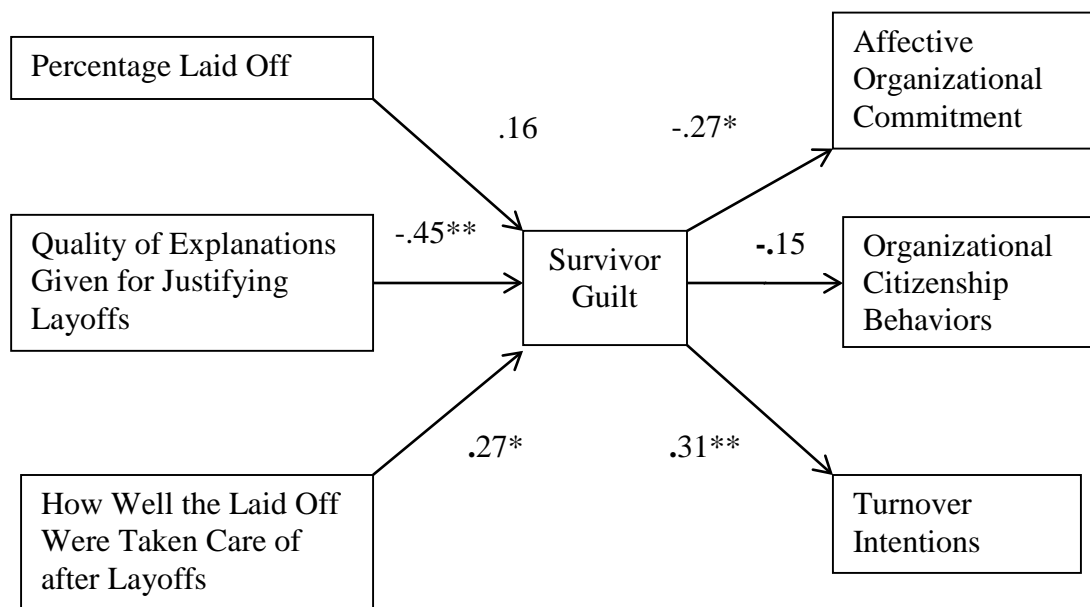 Percentage Laid Off
.16
-.27*
Affective
Organizational
Commitment
Quality of Explanations
Given for Justifying
Layoffs
-.45**
Survivor
Guilt
-.15
Organizational
Citizenship
Behaviors
How Well the Laid Off
Were Taken Care of
after Layoffs
.27*
.31**
Turnover
Intentions